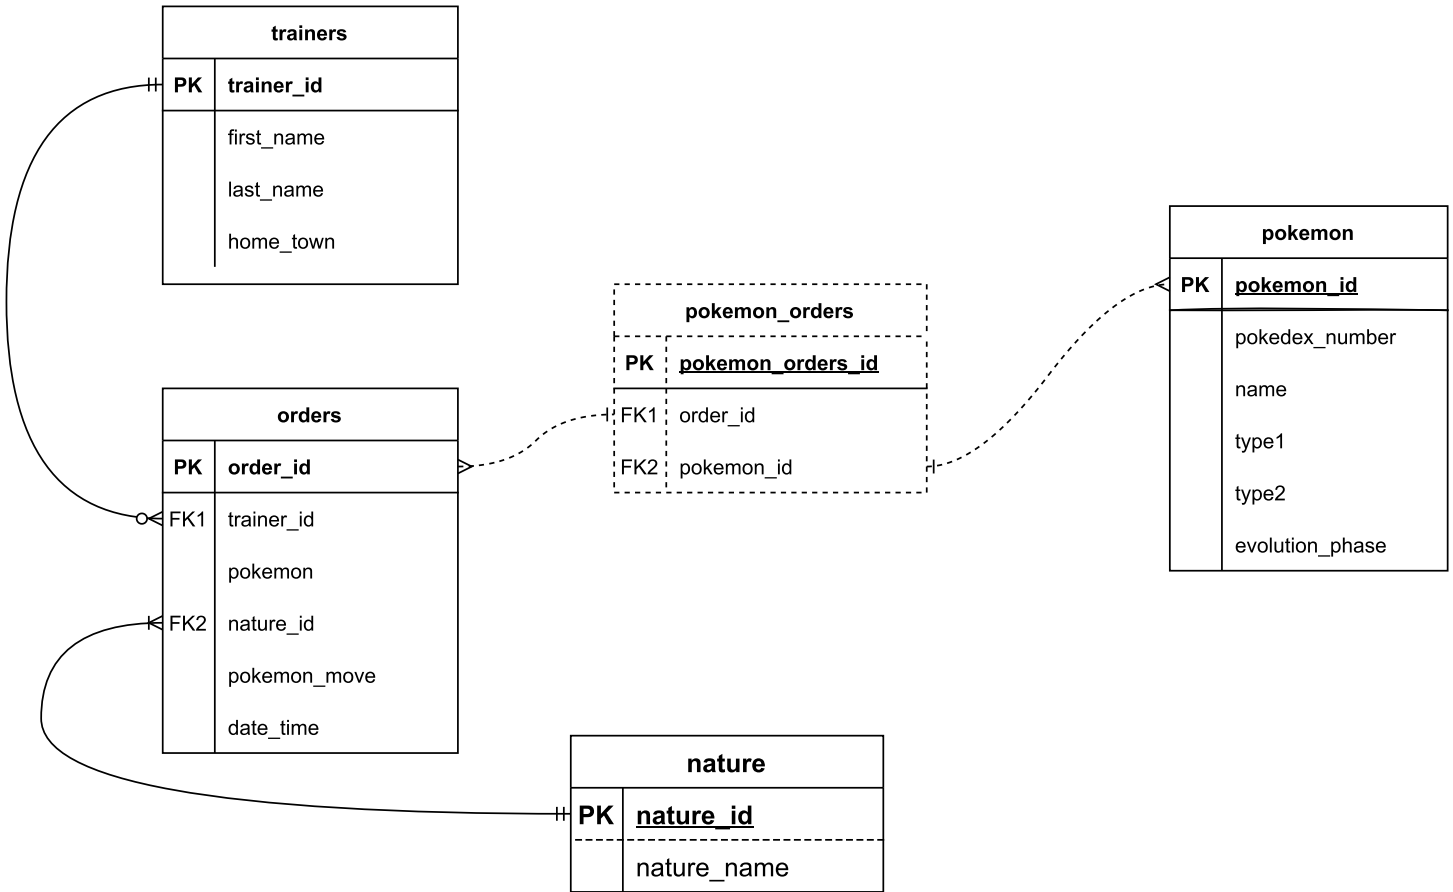 trainers
PK trainer_id
first_name
last_name
home_town
orders
PK order_id
FK1 trainer_id
pokemon
FK2 nature_id
pokemon_move
date_time
pokemon_orders
PK pokemon_orders_id
FK1 order_id
FK2 pokemon_id
pokemon
PK pokemon_id
pokedex_number
name
type1
type2
evolution_phase
nature
PK nature_id
nature_name